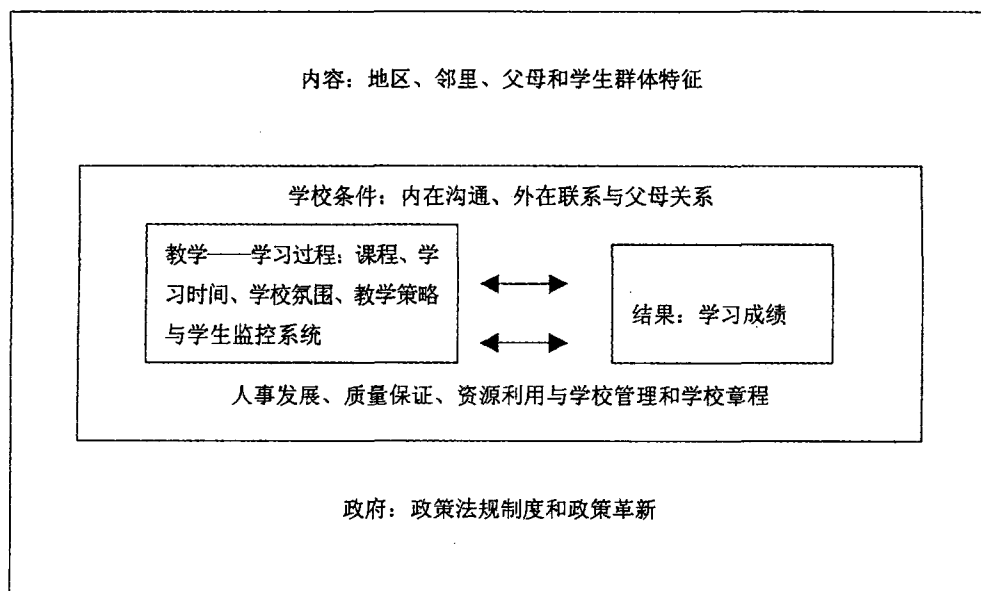 内容：地区、邻里、父母和学生群体特征
学校条件：内在沟通、外在联系与父母关系
教学——学习过程：课程、学
习时间、学校氛围、教学策略
与学生监控系统
结果：学习成绩
人事发展、质量保证、资源利用与学校管理和学校章程
政府：政策法规制度和政策革新